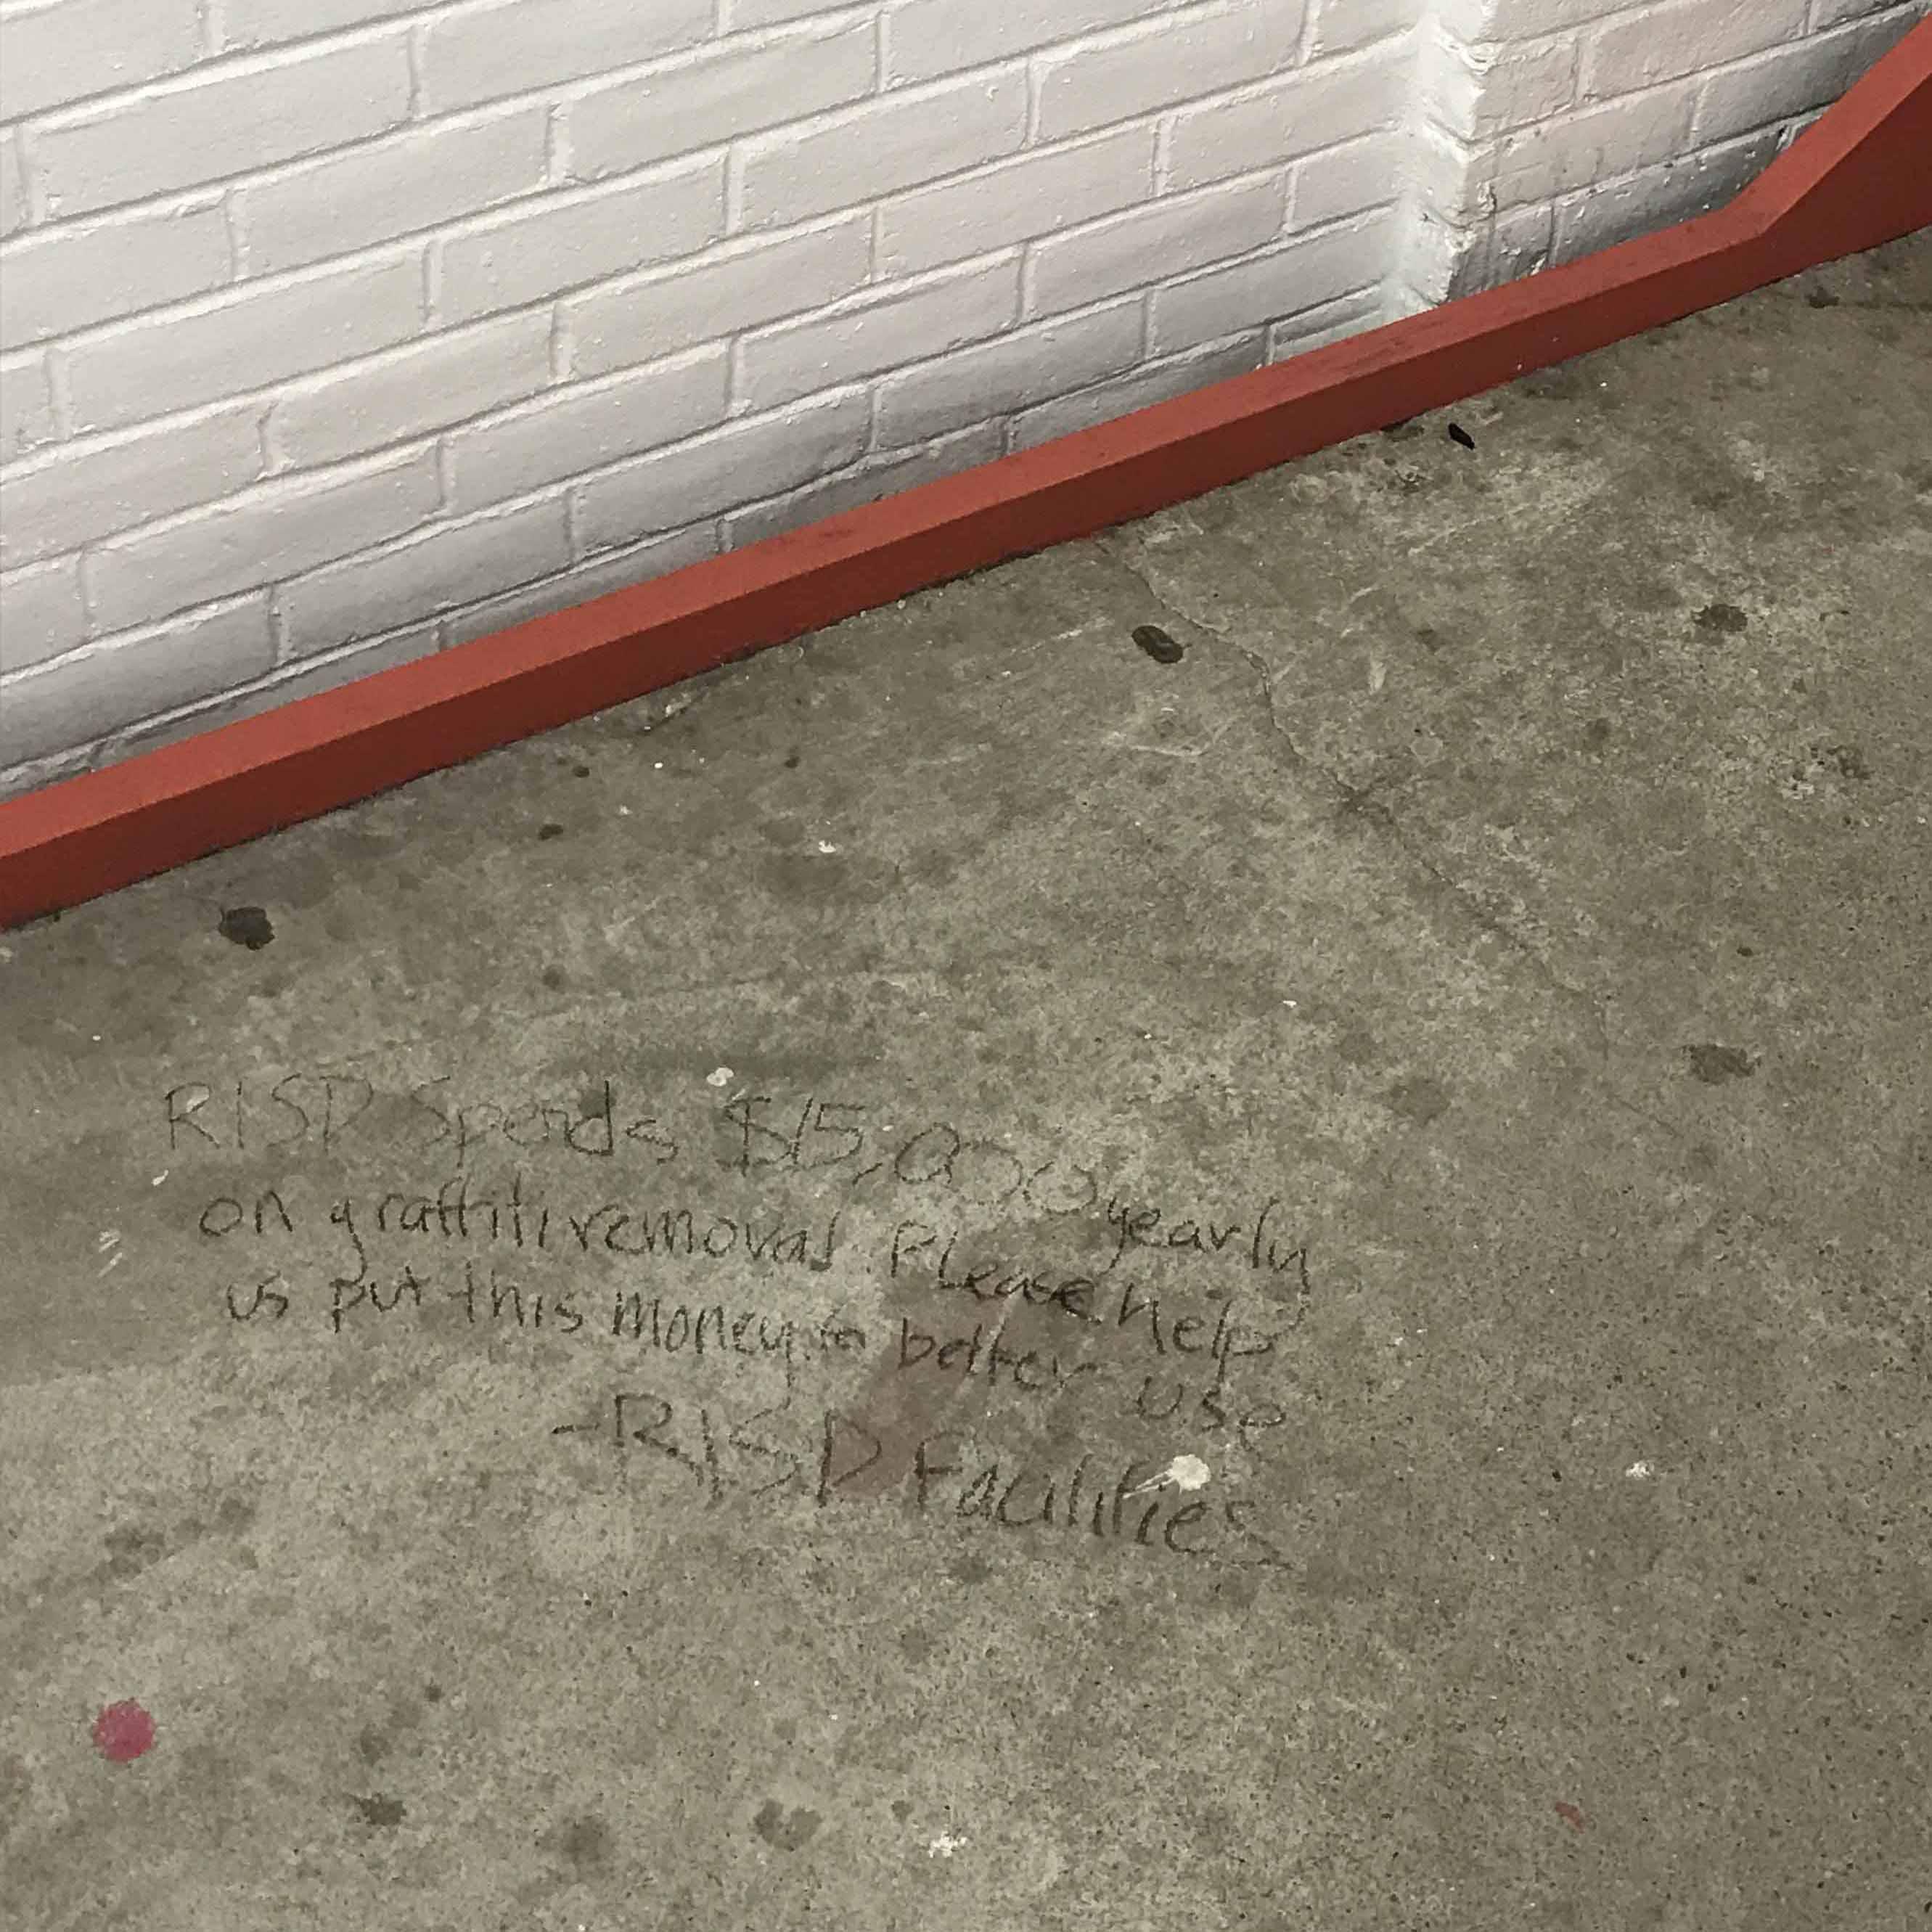 RISD Spends $15,000 yearly
on graffiti removal. Please help
us put this money to better use
-RISD Facilities